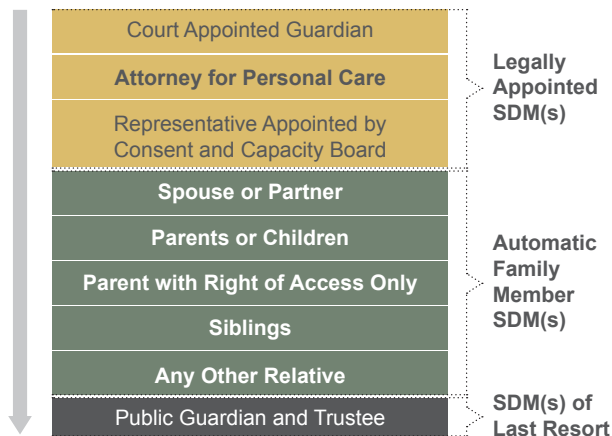 Court Appointed Guardian
Attorney for Personal Care
Representative Appointed by
Consent and Capacity Board
Legally
Appointed
SDM(s)
Spouse or Partner
Parents or Children
Parent with Right of Access Only
Siblings
Any Other Relative
Automatic
Family
Member
SDM(s)
Public Guardian and Trustee
SDM(s) of
Last Resort